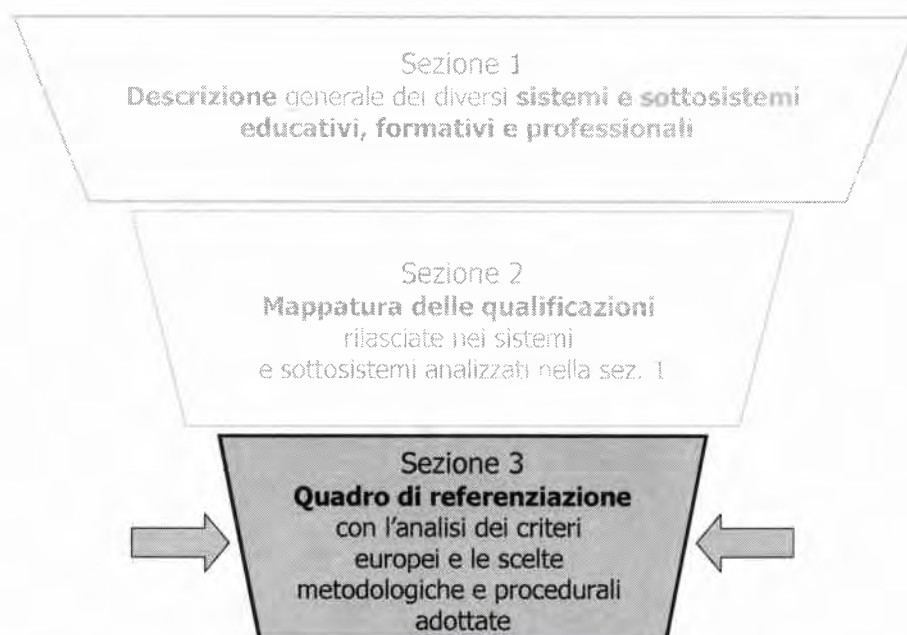 Sezione 1
Descrizione generale dei diversi sistemi e sottosistemi
educativi, formativi e professionali
Sezione 2
Mappatura delle qualificazioni
rilasciate nei sistemi
e sottosistemi analizzati nella sez. 1
Sezione 3
Quadro di referenziazione
con l'analisi dei criteri
europei e le scelte
metodologiche e procedurali
adottate